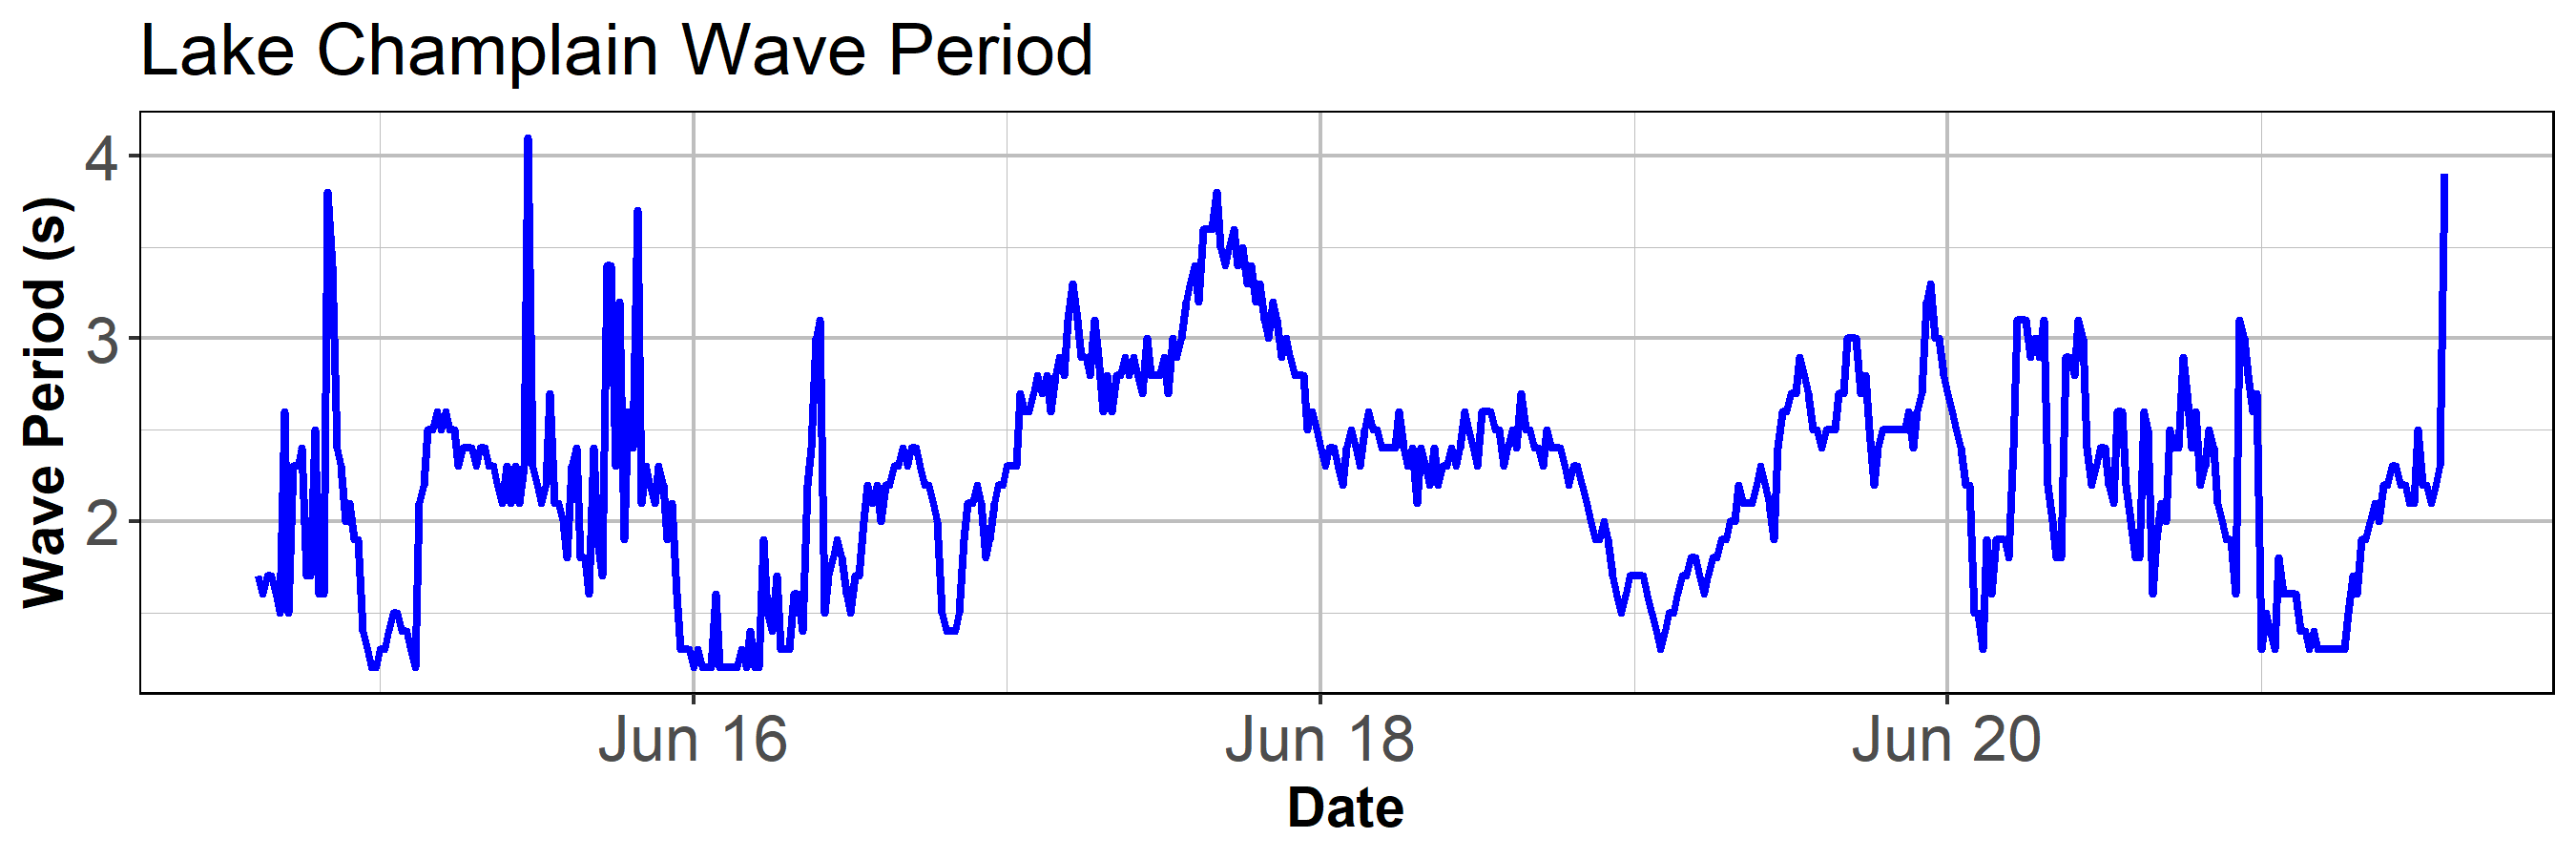 Lake Champlain Wave Period
Wave Period (s)
4
3
2
Jun 16 Jun 18 Jun 20
Date